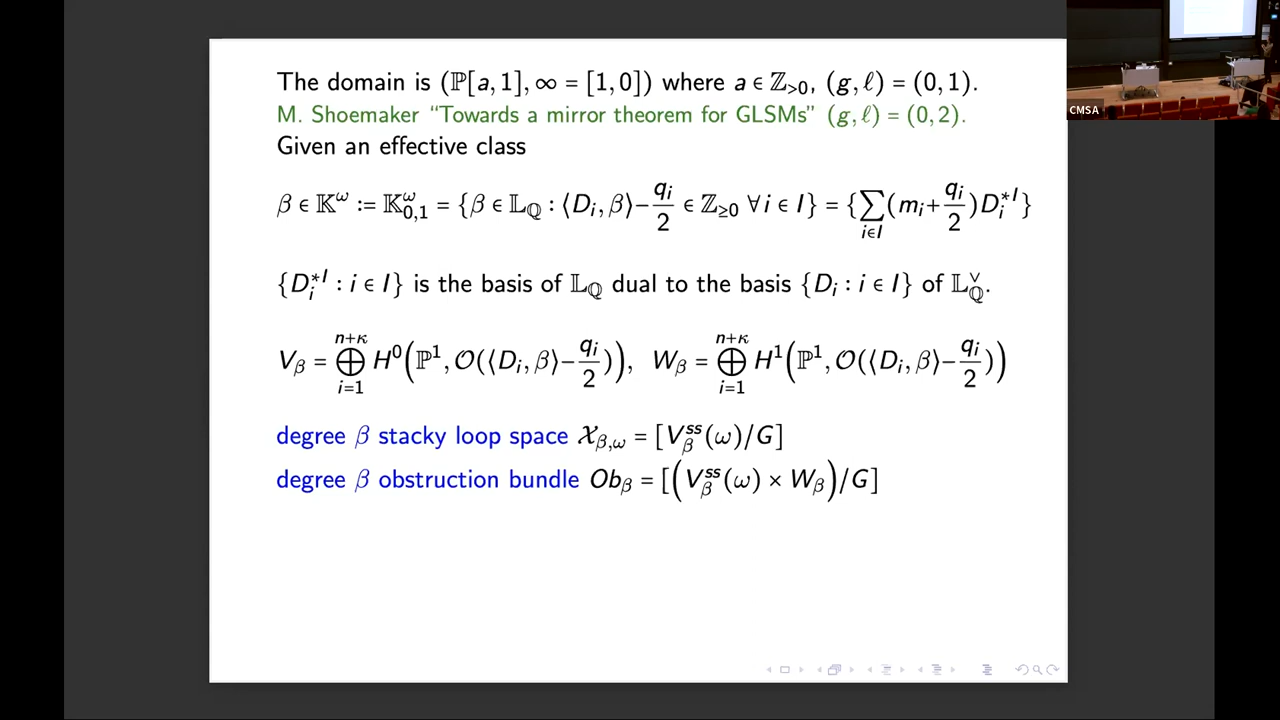 The domain is (ℙ[a,1], ∞ = [1,0]) where a ∈ ℤ_{>0}, (g,ℓ) = (0,1).
M. Shoemaker “Towards a mirror theorem for GLSMs” (g,ℓ) = (0,2).
Given an effective class
β ∈ 𝕂^ω := 𝕂^ω_{0,1} = {β ∈ 𝕃_ℚ : ⟨D_i, β⟩ − q_i/2 ∈ ℤ_{≥0} ∀ i ∈ I} = {∑_{i∈I} (m_i + q_i/2) D_i^{*I}}
{D_i^{*I} : i ∈ I} is the basis of 𝕃_ℚ dual to the basis {D_i : i ∈ I} of 𝕃_ℚ^∨.
V_β = ⊕_{i=1}^{n+κ} H^0(ℙ^1, 𝒪(⟨D_i, β⟩ − q_i/2)), W_β = ⊕_{i=1}^{n+κ} H^1(ℙ^1, 𝒪(⟨D_i, β⟩ − q_i/2))
degree β stacky loop space 𝒳_{β,ω} = [V_β^{ss}(ω)/G]
degree β obstruction bundle Ob_β = [(V_β^{ss}(ω) × W_β)/G]
CMSA